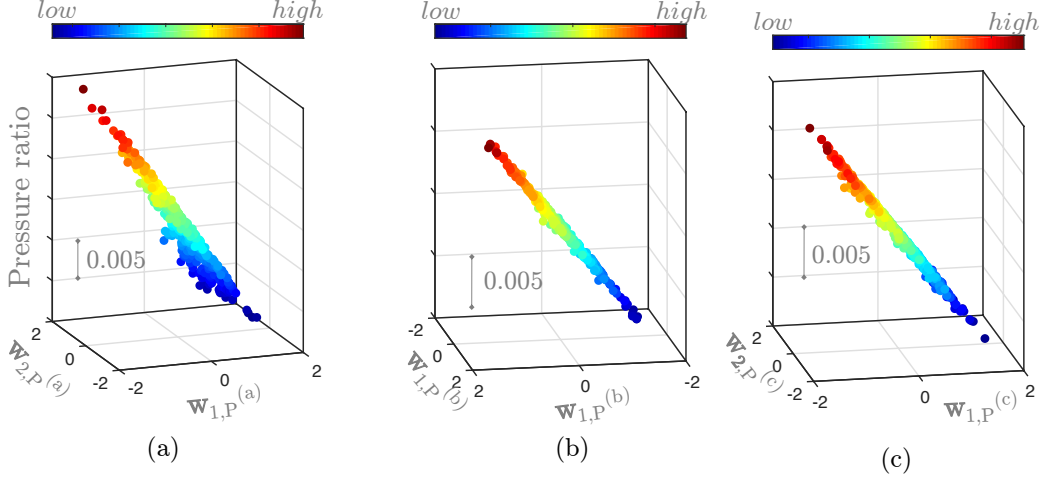 low high
low high
low high
Pressure ratio
0.005
2
0
-2
-2
0
2
w2,P(a)
w1,P(a)
(a)
0.005
-2
0
2
2
0
-2
w1,P(b)
w1,P(b)
(b)
0.005
2
0
-2
-2
0
2
w2,P(c)
w1,P(c)
(c)